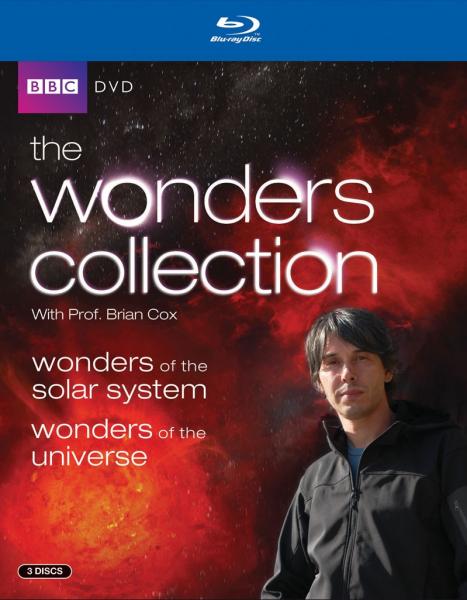 Blu-ray Disc™
BBC DVD
the
wonders
collection
With Prof. Brian Cox
wonders of the
solar system
wonders of the
universe
3 DISCS